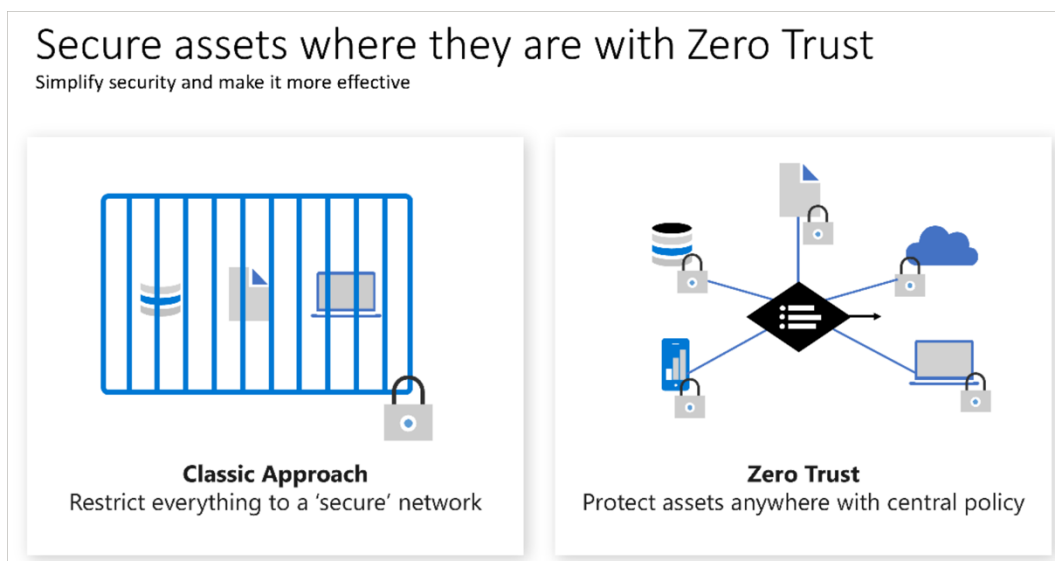 Secure assets where they are with Zero Trust
Simplify security and make it more effective
Classic Approach
Restrict everything to a ‘secure’ network
Zero Trust
Protect assets anywhere with central policy